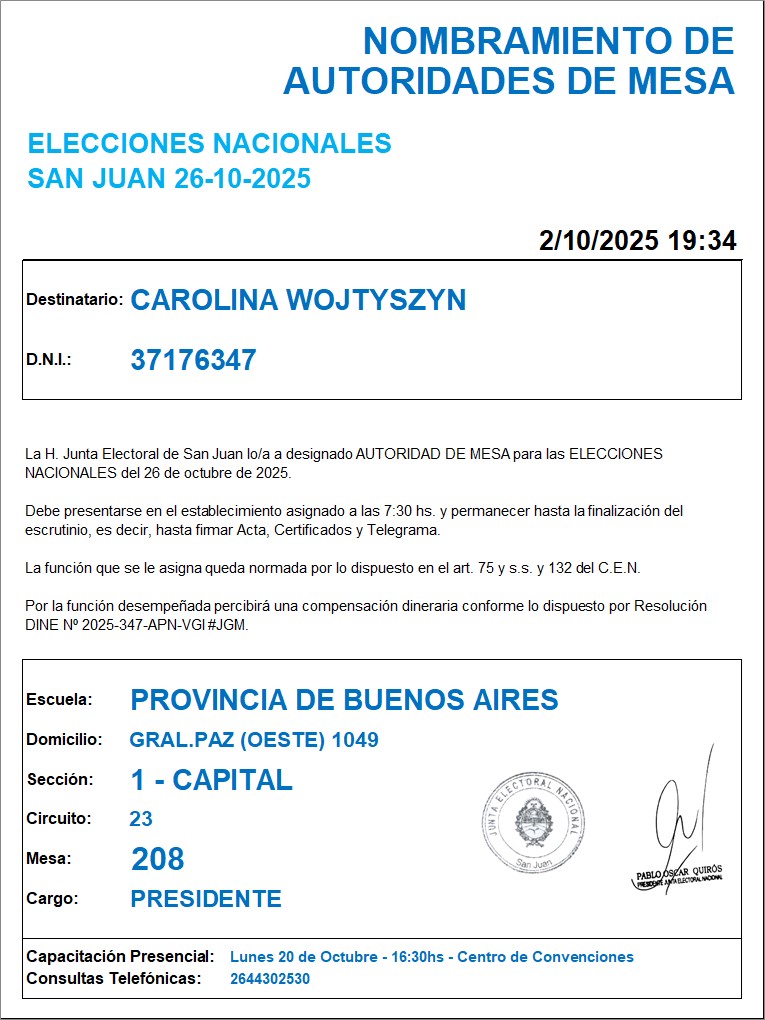 NOMBRAMIENTO DE
AUTORIDADES DE MESA
ELECCIONES NACIONALES
SAN JUAN 26-10-2025
2/10/2025 19:34
Destinatario: CAROLINA WOJTYSZYN
D.N.I.: 37176347
La H. Junta Electoral de San Juan lo/a a designado AUTORIDAD DE MESA para las ELECCIONES
NACIONALES del 26 de octubre de 2025.
Debe presentarse en el establecimiento asignado a las 7:30 hs. y permanecer hasta la finalización del
escrutinio, es decir, hasta firmar Acta, Certificados y Telegrama.
La función que se le asigna queda normada por lo dispuesto en el art. 75 y s.s. y 132 del C.E.N.
Por la función desempeñada percibirá una compensación dineraria conforme lo dispuesto por Resolución
DINE Nº 2025-347-APN-VGI#JGM.
Escuela: PROVINCIA DE BUENOS AIRES
Domicilio: GRAL.PAZ (OESTE) 1049
Sección: 1 - CAPITAL
Circuito: 23
Mesa: 208
Cargo: PRESIDENTE
JUNTA ELECTORAL NACIONAL
San Juan
PABLO OSCAR QUIRÓS
PRESIDENTE JUNTA ELECTORAL NACIONAL
Capacitación Presencial: Lunes 20 de Octubre - 16:30hs - Centro de Convenciones
Consultas Telefónicas: 2644302530